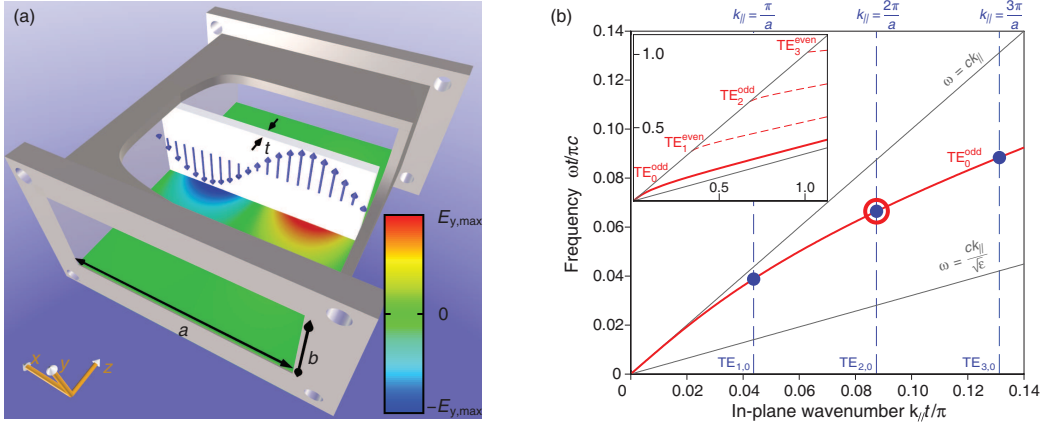 (a)
t
E_y,max
0
−E_y,max
a
b
x
y
z
(b)
k_// = π/a
k_// = 2π/a
k_// = 3π/a
Frequency ωt/πc
0.14
0.12
0.10
0.08
0.06
0.04
0.02
0.00
1.0
0.5
TE_3^even
TE_2^odd
TE_1^even
TE_0^odd
0.5
1.0
ω = ck_//
TE_0^odd
ω = ck_///√ε
TE_1,0
TE_2,0
TE_3,0
0
0.02
0.04
0.06
0.08
0.10
0.12
0.14
In-plane wavenumber k_//t/π